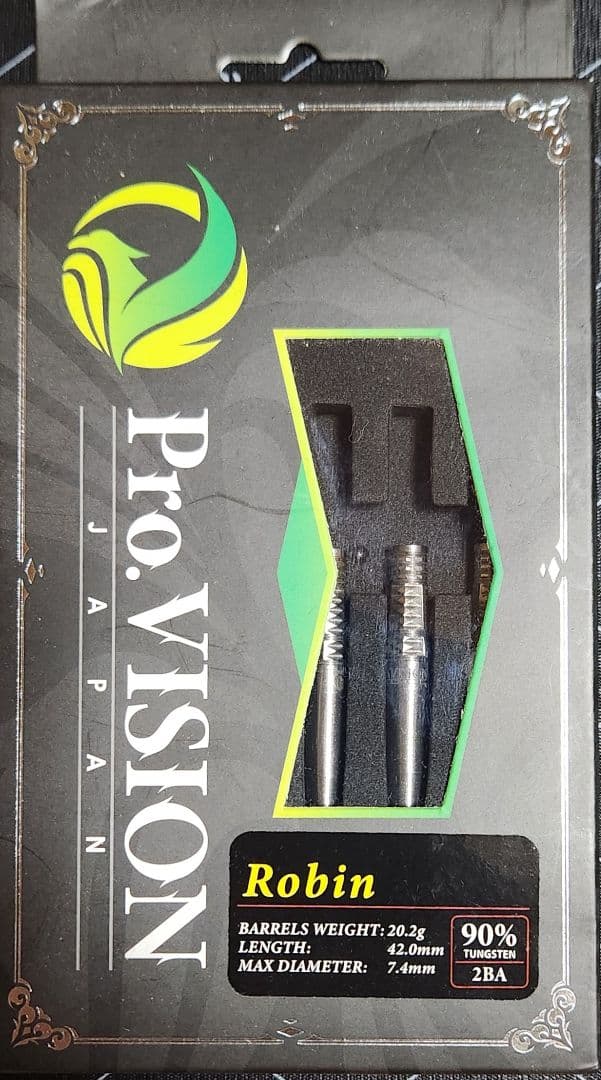 Pro.VISION
JAPAN
Robin
BARRELS WEIGHT: 20.2g
LENGTH: 42.0mm
MAX DIAMETER: 7.4mm
90%
TUNGSTEN
2BA